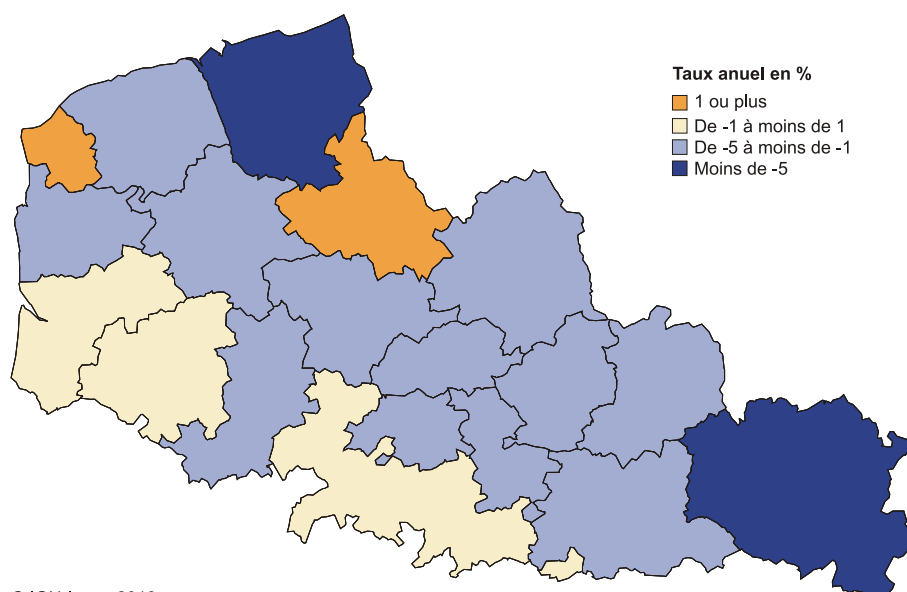 Taux anuel en %
1 ou plus
De -1 à moins de 1
De -5 à moins de -1
Moins de -5